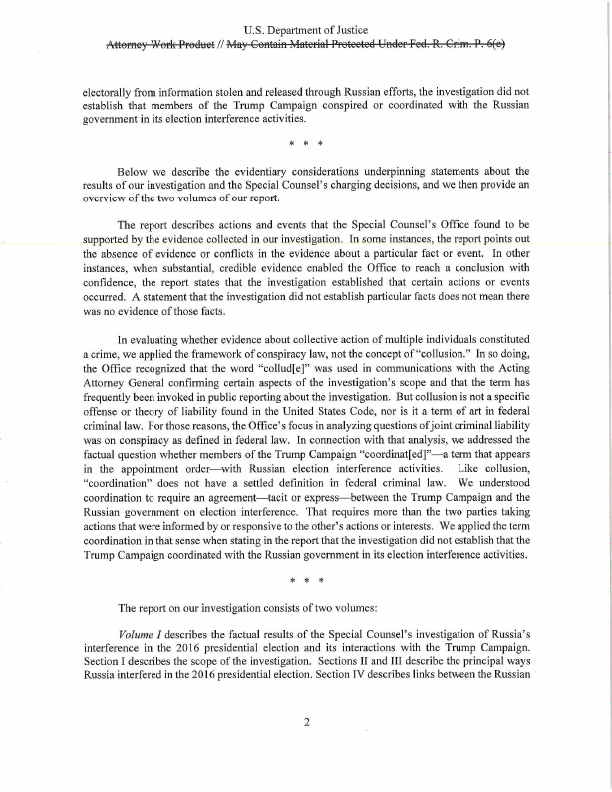 U.S. Department of Justice
Attorney Work Product // May Contain Material Protected Under Fed. R. Crim. P. 6(e)
electorally from information stolen and released through Russian efforts, the investigation did not
establish that members of the Trump Campaign conspired or coordinated with the Russian
government in its election interference activities.
* * *
Below we describe the evidentiary considerations underpinning statements about the
results of our investigation and the Special Counsel's charging decisions, and we then provide an
overview of the two volumes of our report.
The report describes actions and events that the Special Counsel's Office found to be
supported by the evidence collected in our investigation. In some instances, the report points out
the absence of evidence or conflicts in the evidence about a particular fact or event. In other
instances, when substantial, credible evidence enabled the Office to reach a conclusion with
confidence, the report states that the investigation established that certain actions or events
occurred. A statement that the investigation did not establish particular facts does not mean there
was no evidence of those facts.
In evaluating whether evidence about collective action of multiple individuals constituted
a crime, we applied the framework of conspiracy law, not the concept of "collusion." In so doing,
the Office recognized that the word "collud[e]" was used in communications with the Acting
Attorney General confirming certain aspects of the investigation's scope and that the term has
frequently been invoked in public reporting about the investigation. But collusion is not a specific
offense or theory of liability found in the United States Code, nor is it a term of art in federal
criminal law. For those reasons, the Office's focus in analyzing questions of joint criminal liability
was on conspiracy as defined in federal law. In connection with that analysis, we addressed the
factual question whether members of the Trump Campaign "coordinat[ed]"—a term that appears
in the appointment order—with Russian election interference activities. Like collusion,
"coordination" does not have a settled definition in federal criminal law. We understood
coordination to require an agreement—tacit or express—between the Trump Campaign and the
Russian government on election interference. That requires more than the two parties taking
actions that were informed by or responsive to the other's actions or interests. We applied the term
coordination in that sense when stating in the report that the investigation did not establish that the
Trump Campaign coordinated with the Russian government in its election interference activities.
* * *
The report on our investigation consists of two volumes:
Volume I describes the factual results of the Special Counsel's investigation of Russia's
interference in the 2016 presidential election and its interactions with the Trump Campaign.
Section I describes the scope of the investigation. Sections II and III describe the principal ways
Russia interfered in the 2016 presidential election. Section IV describes links between the Russian
2